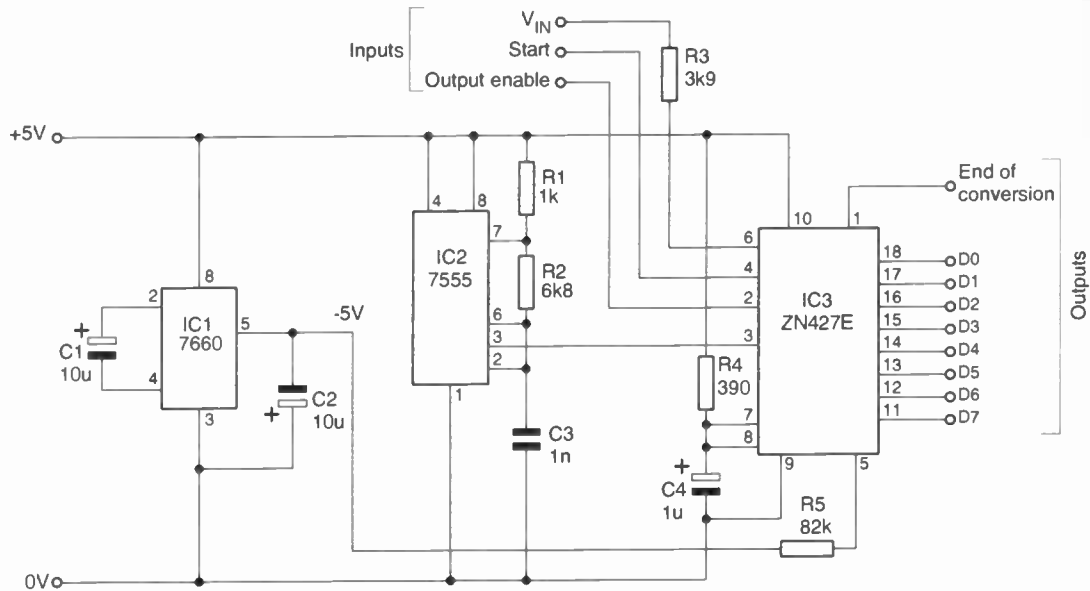 V_IN
Start
Output enable
Inputs
R3
3k9
+5V
End of
conversion
Outputs
4
8
R1
1k
7
10
1
6
IC2
7555
R2
6k8
4
IC3
ZN427E
18
D0
17
D1
16
D2
15
D3
14
D4
13
D5
12
D6
11
D7
2
3
8
2
IC1
7660
5
-5V
+
C1
10u
4
3
C2
10u
+
6
3
2
1
C3
1n
R4
390
7
8
9
5
+
C4
1u
R5
82k
0V